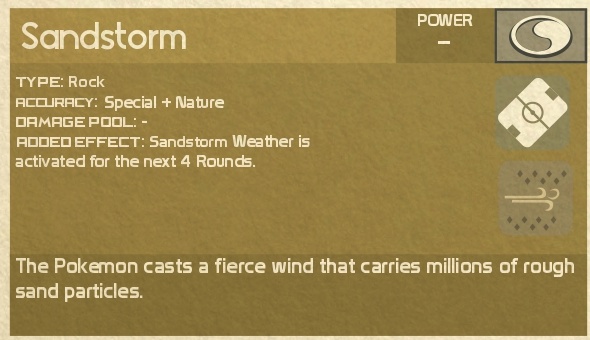 Sandstorm
POWER
–
TYPE: Rock
ACCURACY: Special + Nature
DAMAGE POOL: -
ADDED EFFECT: Sandstorm Weather is
activated for the next 4 Rounds.
The Pokemon casts a fierce wind that carries millions of rough
sand particles.